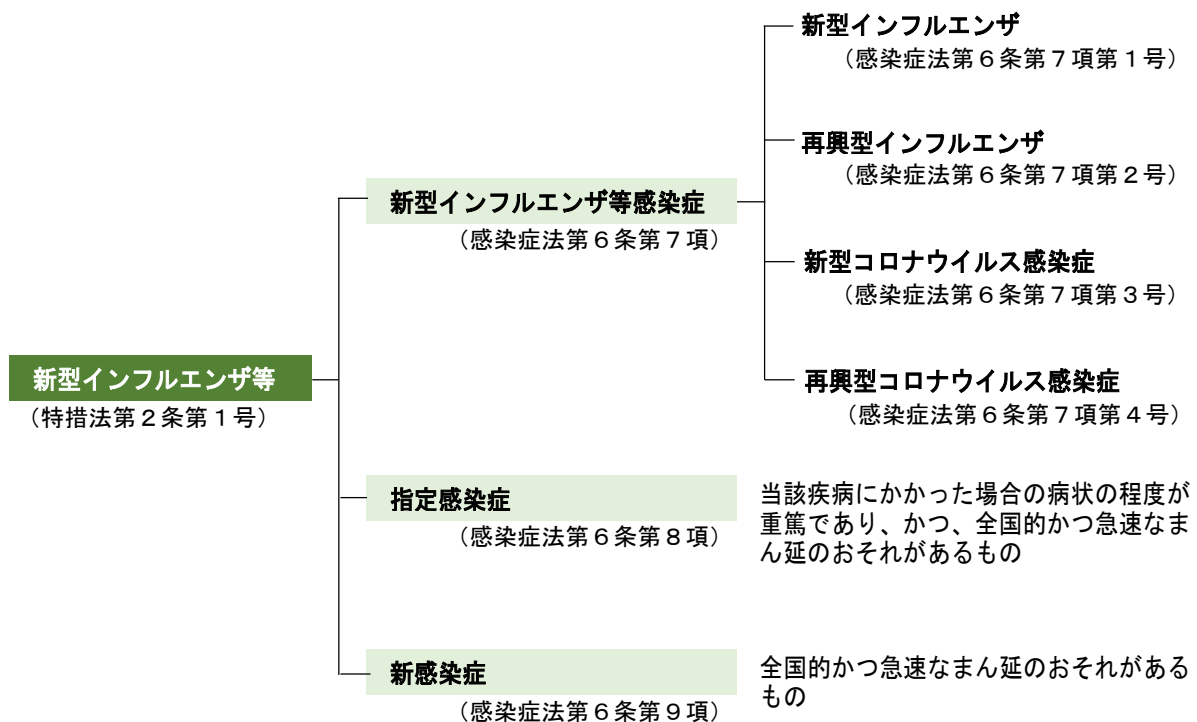 新型インフルエンザ等
（特措法第２条第１号）
新型インフルエンザ等感染症
（感染症法第６条第７項）
新型インフルエンザ
（感染症法第６条第７項第１号）
再興型インフルエンザ
（感染症法第６条第７項第２号）
新型コロナウイルス感染症
（感染症法第６条第７項第３号）
再興型コロナウイルス感染症
（感染症法第６条第７項第４号）
指定感染症
（感染症法第６条第８項）
当該疾病にかかった場合の病状の程度が
重篤であり、かつ、全国的かつ急速なま
ん延のおそれがあるもの
新感染症
（感染症法第６条第９項）
全国的かつ急速なまん延のおそれがある
もの